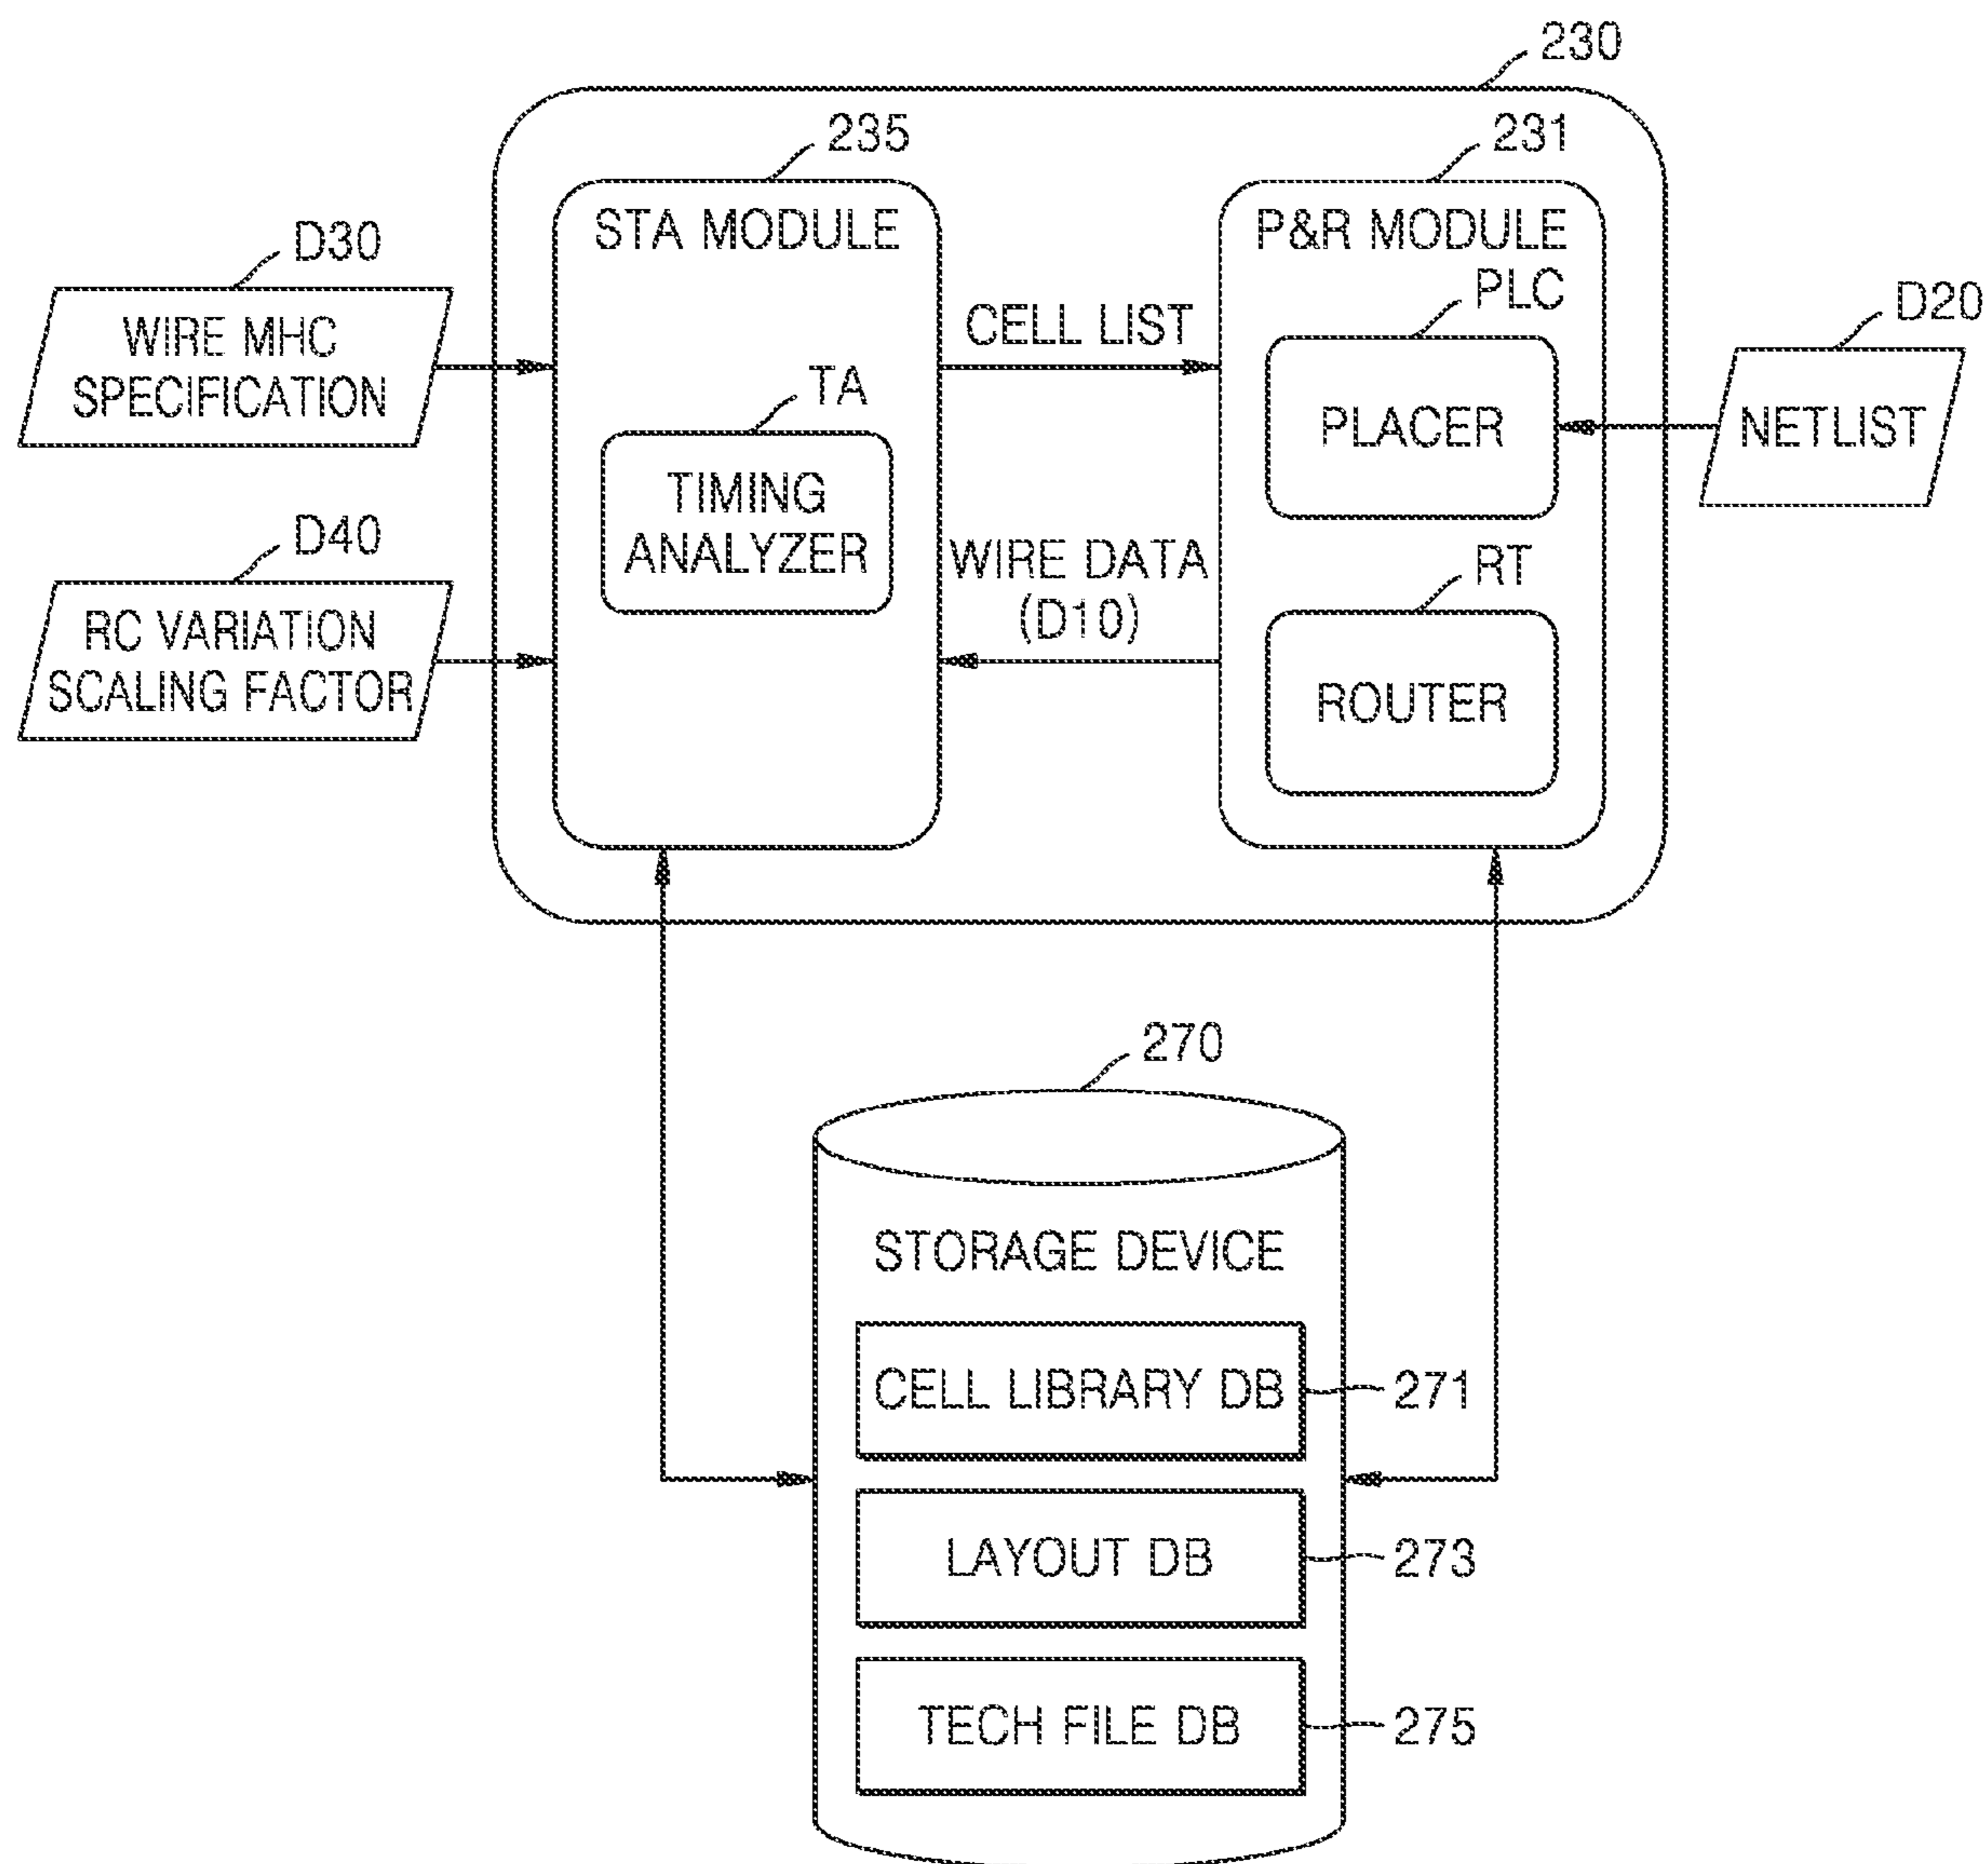 230
235
231
STA MODULE
P&R MODULE
D30
WIRE MHC
SPECIFICATION
CELL LIST
PLC
PLACER
D20
NETLIST
TA
TIMING
ANALYZER
D40
RC VARIATION
SCALING FACTOR
WIRE DATA
(D10)
RT
ROUTER
270
STORAGE DEVICE
CELL LIBRARY DB
271
LAYOUT DB
273
TECH FILE DB
275